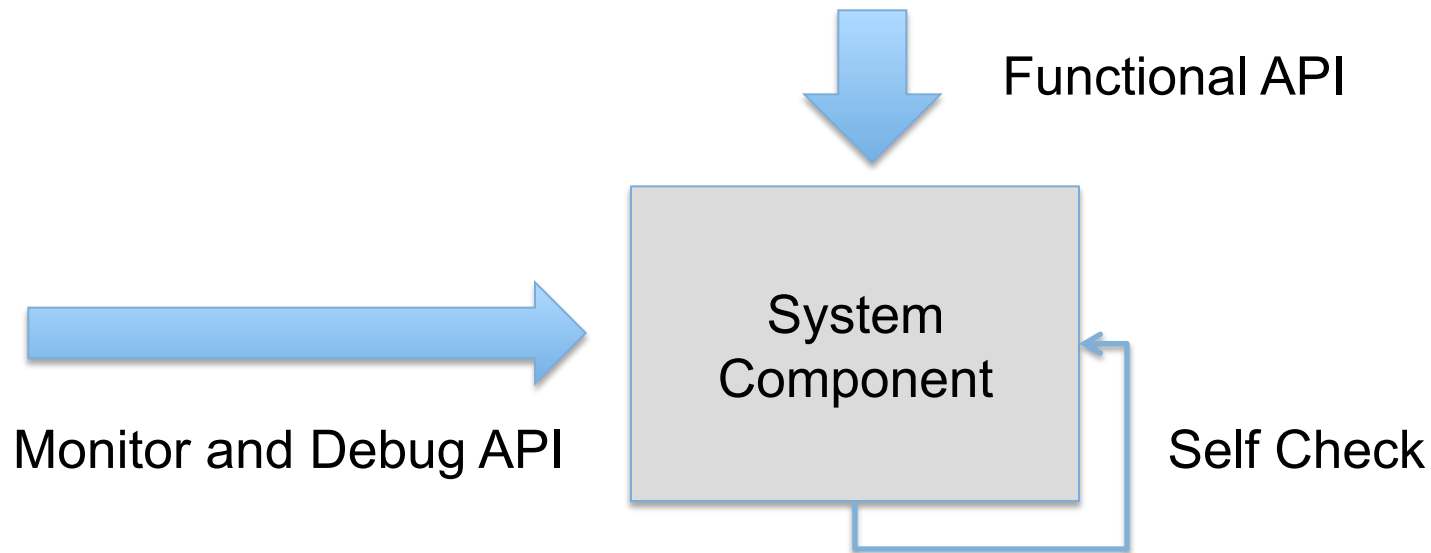 Functional API
System
Component
Monitor and Debug API
Self Check